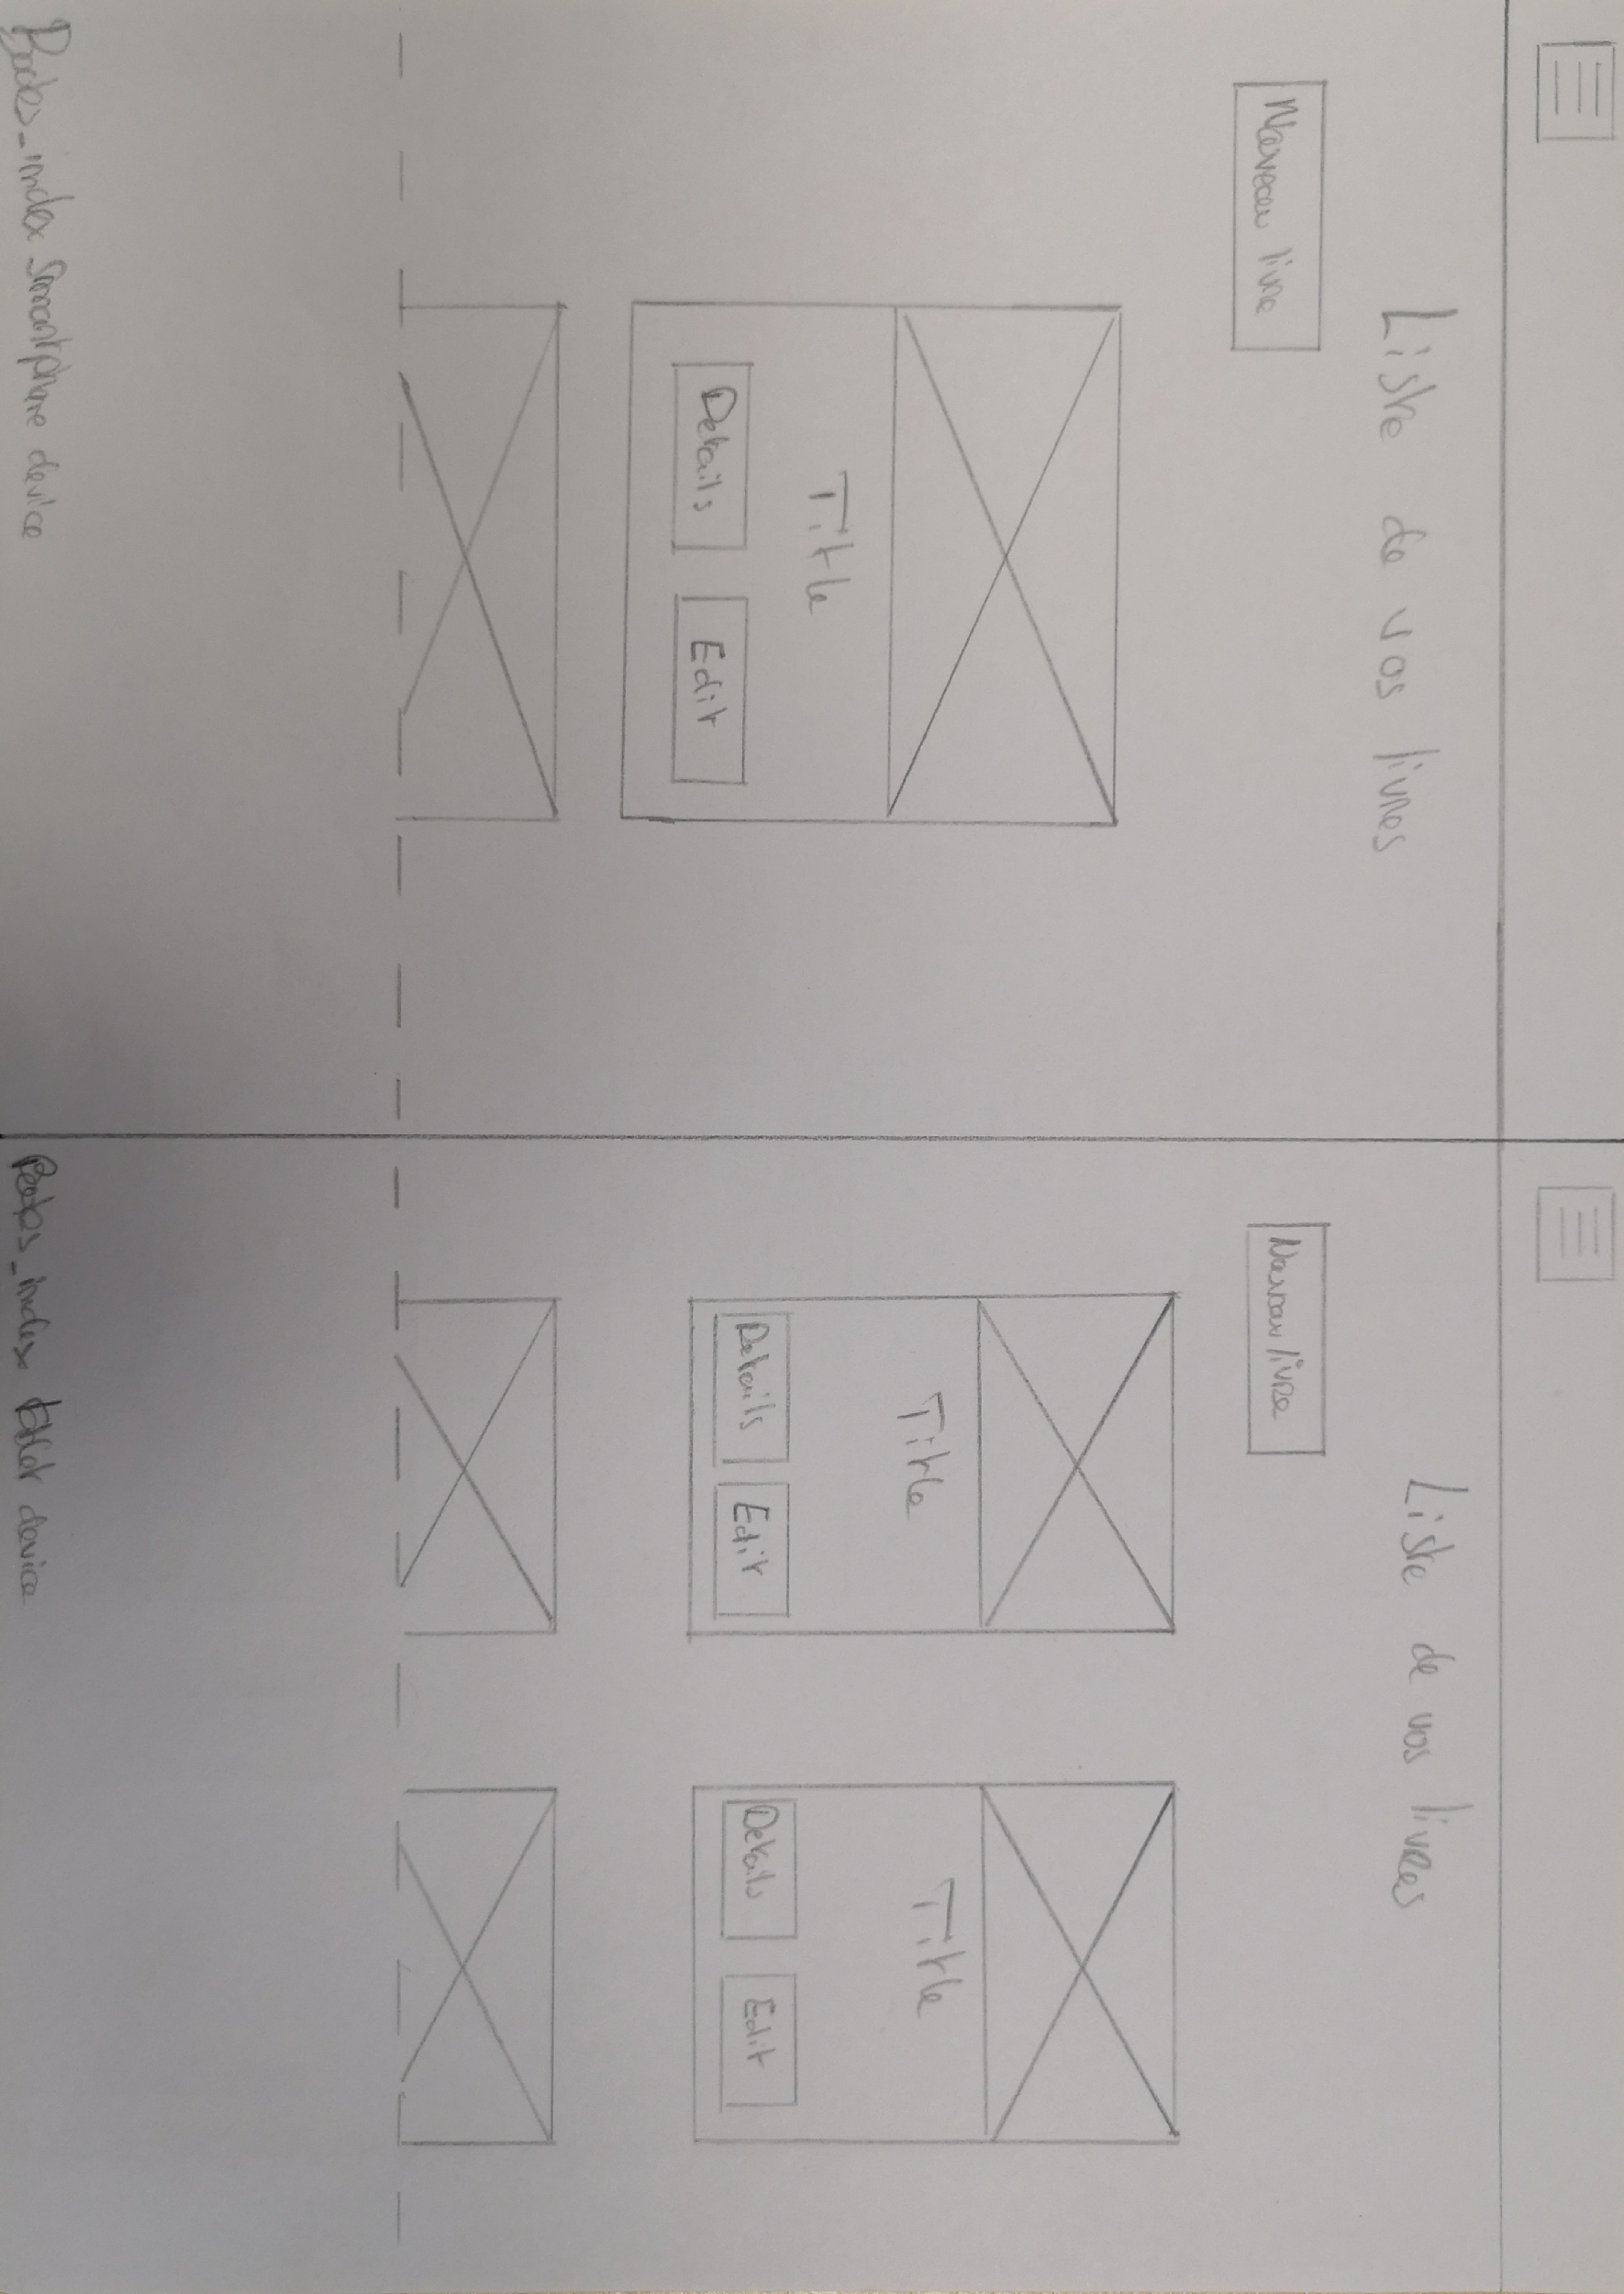 Liste de vos livres
Nouveau livre
Title
Details
Edit
Books_index Smartphone device
Liste de vos livres
Nouveau livre
Title
Details
Edit
Title
Details
Edit
Books_index tablet device